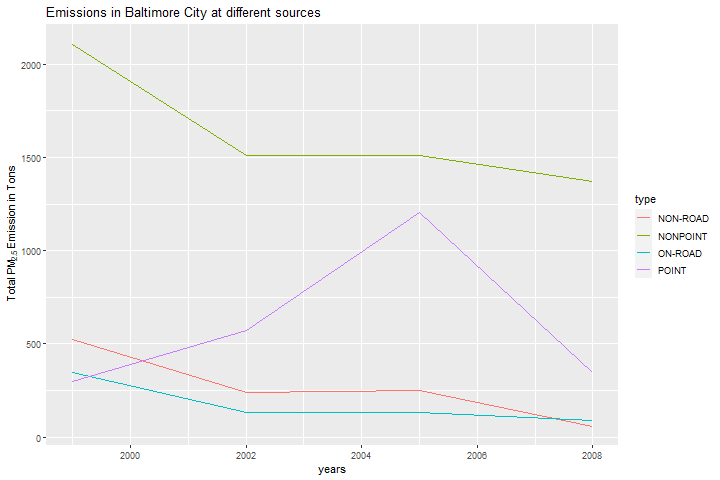 Emissions in Baltimore City at different sources
Total PM2.5 Emission in Tons
2000
1500
1000
500
0
2000
2002
2004
2006
2008
years
type
NON-ROAD
NONPOINT
ON-ROAD
POINT